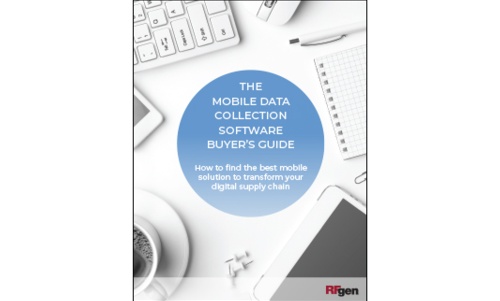 THE
MOBILE DATA
COLLECTION
SOFTWARE
BUYER'S GUIDE
How to find the best mobile
solution to transform your
digital supply chain
RFgen